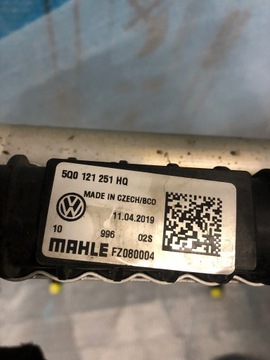 5Q0 121 251 HQ
MADE IN CZECH/BCO
11.04.2019
10 996 02S
MAHLE FZ080004